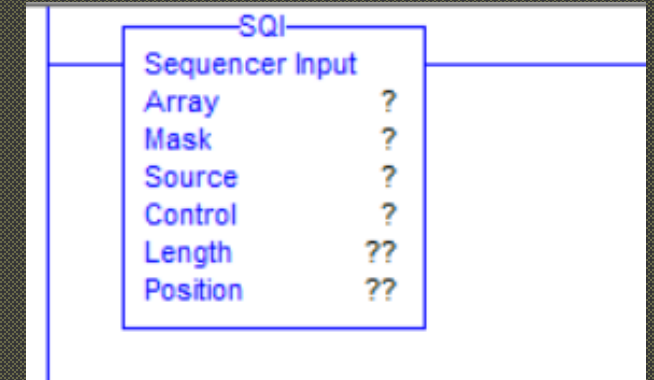 SQI
Sequencer Input
Array ?
Mask ?
Source ?
Control ?
Length ??
Position ??